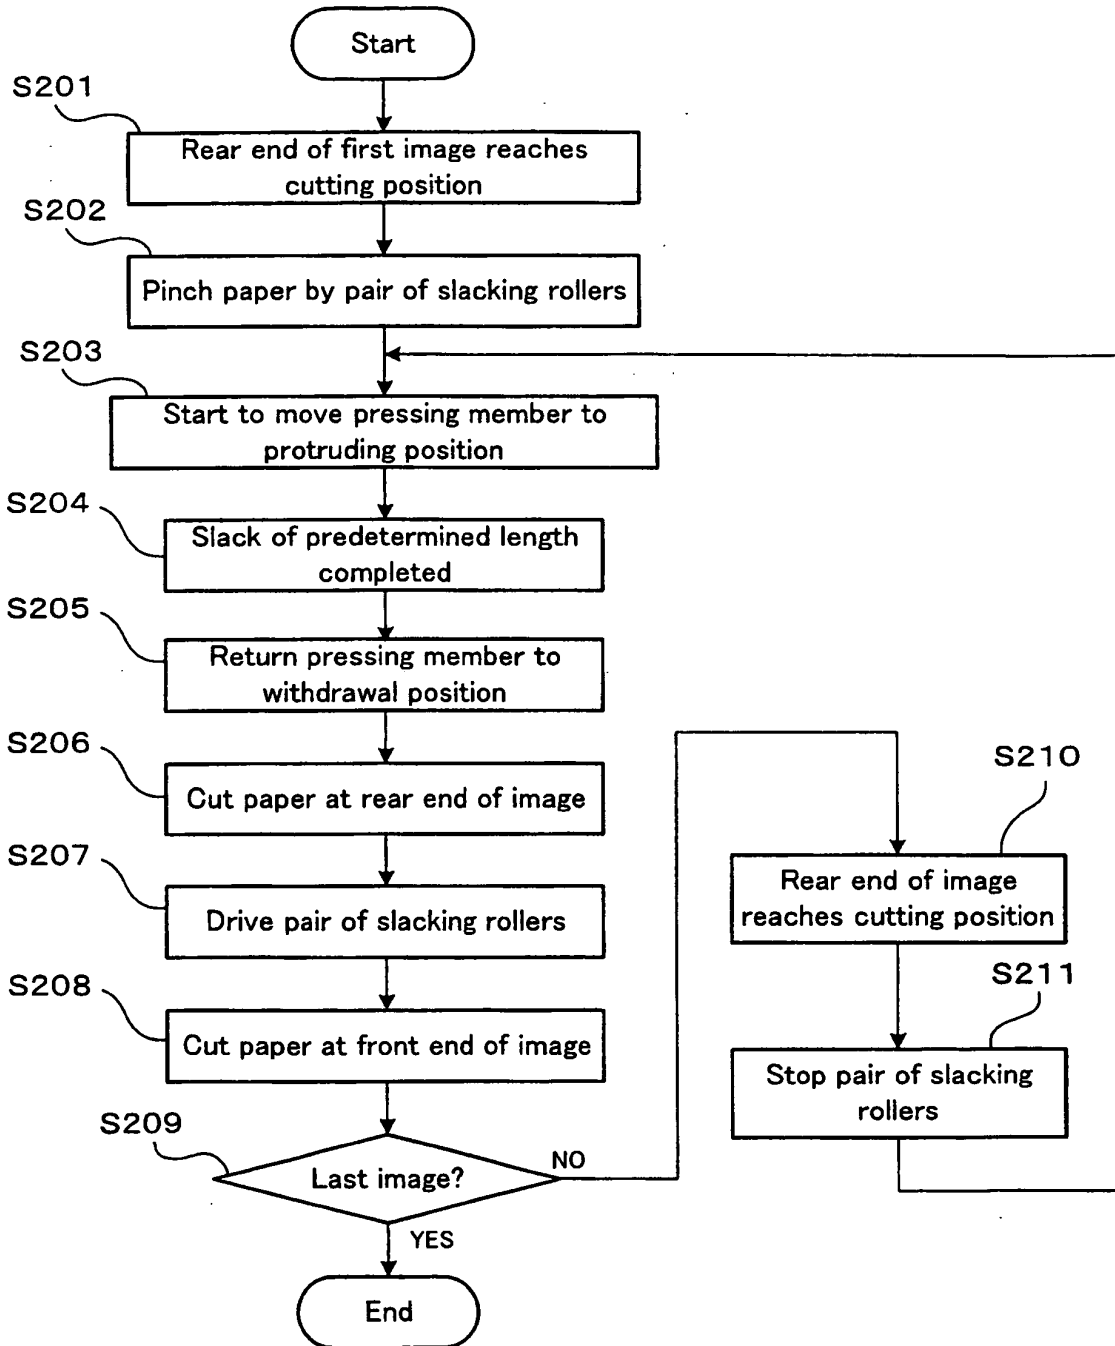 Start
S201
Rear end of first image reaches
cutting position
S202
Pinch paper by pair of slacking rollers
S203
Start to move pressing member to
protruding position
S204
Slack of predetermined length
completed
S205
Return pressing member to
withdrawal position
S206
Cut paper at rear end of image
S207
Drive pair of slacking rollers
S208
Cut paper at front end of image
S209
Last image?
NO
YES
End
S210
Rear end of image
reaches cutting position
S211
Stop pair of slacking
rollers